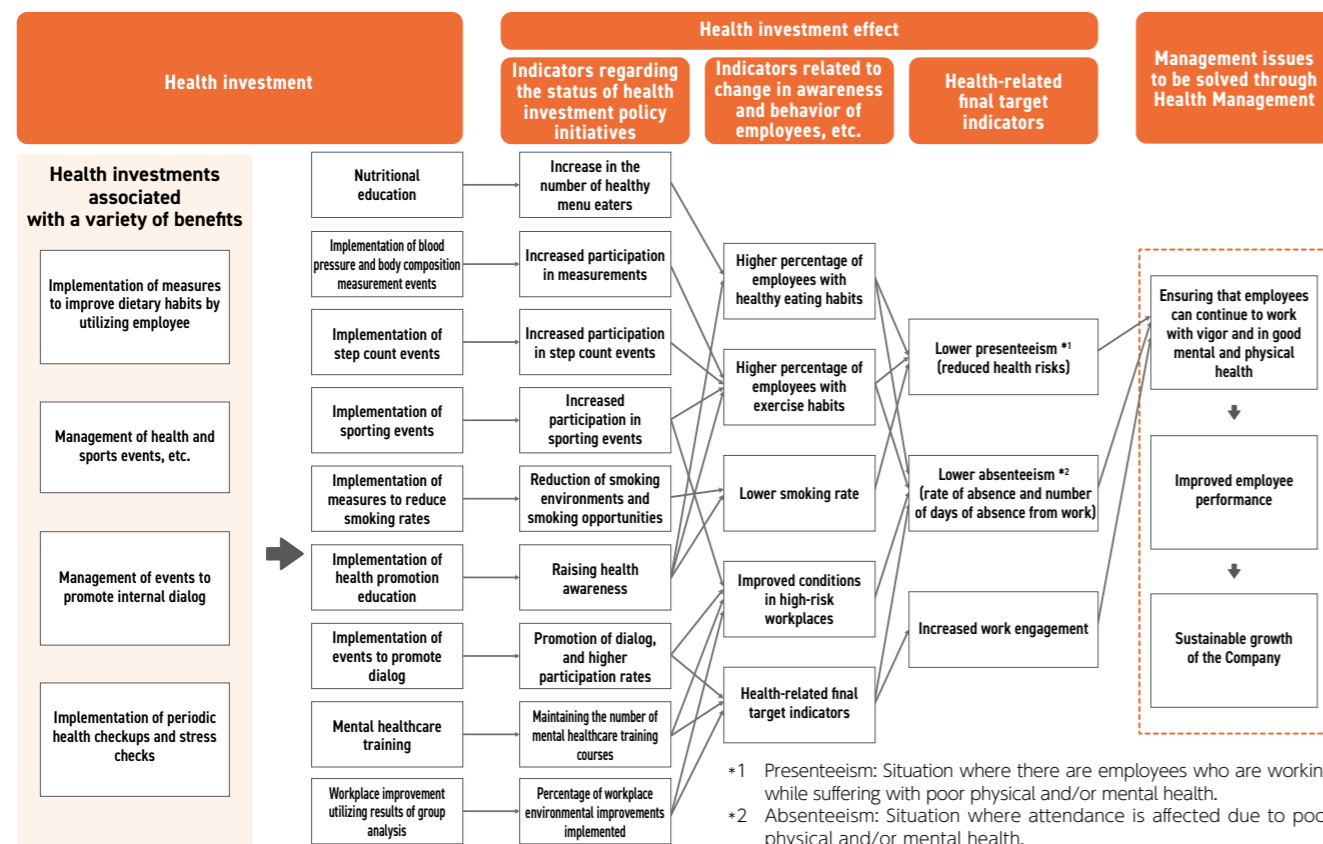 Health investment
Health investment effect
Indicators regarding
the status of health
investment policy
initiatives
Indicators related to
change in awareness
and behavior of
employees, etc.
Health-related
final target
indicators
Management issues
to be solved through
Health Management
Health investments
associated
with a variety of benefits
Implementation of measures
to improve dietary habits by
utilizing employee
Management of health and
sports events, etc.
Management of events to
promote internal dialog
Implementation of periodic
health checkups and stress
checks
Nutritional
education
Implementation of blood
pressure and body composition
measurement events
Implementation of
step count events
Implementation of
sporting events
Implementation of
measures to reduce
smoking rates
Implementation of
health promotion
education
Implementation of
events to promote
dialog
Mental healthcare
training
Workplace improvement
utilizing results of group
analysis
Increase in the
number of healthy
menu eaters
Increased participation
in measurements
Increased participation
in step count events
Increased
participation in
sporting events
Reduction of smoking
environments and
smoking opportunities
Raising health
awareness
Promotion of dialog,
and higher
participation rates
Maintaining the number of
mental healthcare training
courses
Percentage of workplace
environmental improvements
implemented
Higher percentage of
employees with
healthy eating habits
Higher percentage of
employees with
exercise habits
Lower smoking rate
Improved conditions
in high-risk
workplaces
Health-related final
target indicators
Lower presenteeism *1
(reduced health risks)
Lower absenteeism *2
(rate of absence and number
of days of absence from work)
Increased work engagement
Ensuring that employees
can continue to work
with vigor and in good
mental and physical
health
Improved employee
performance
Sustainable growth
of the Company
*1 Presenteeism: Situation where there are employees who are workin
while suffering with poor physical and/or mental health.
*2 Absenteeism: Situation where attendance is affected due to poo
physical and/or mental health.